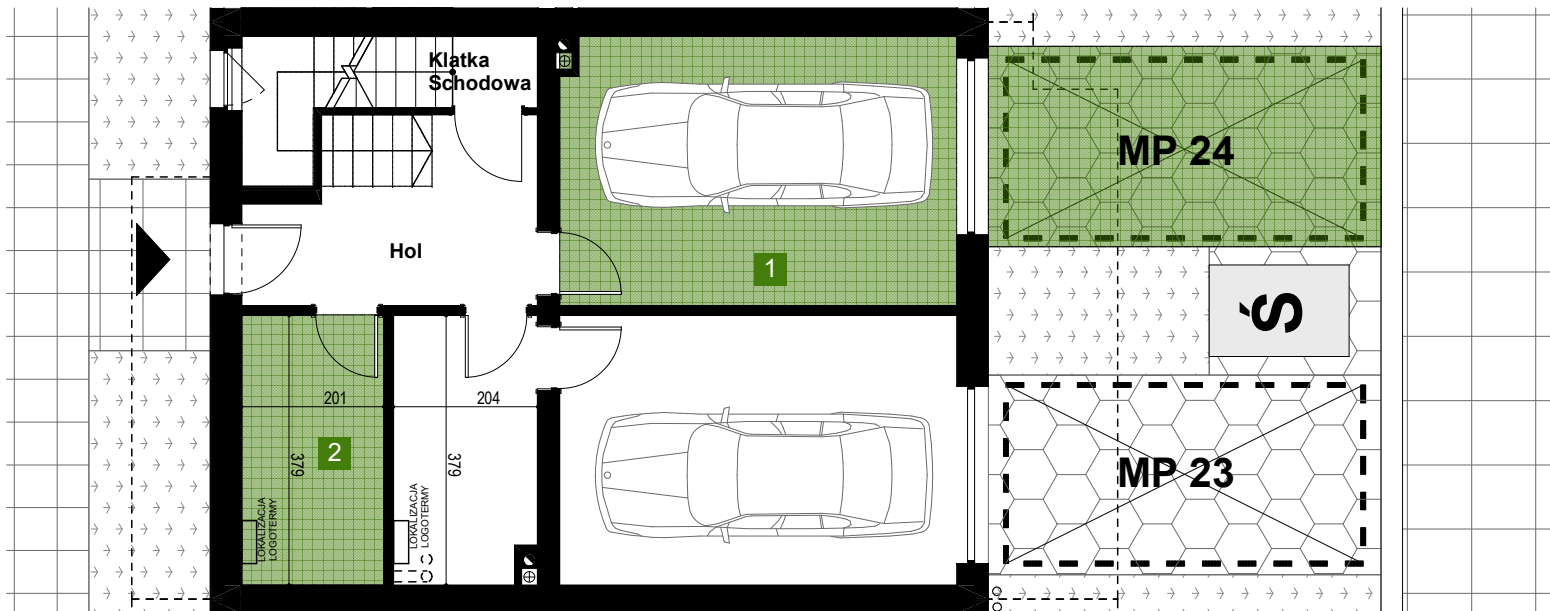 Klatka
Schodowa
MP 24
Hol
1
Ś
201
204
2
379
379
MP 23
LOKALIZACJA
LOGOTERMY
LOKALIZACJA
LOGOTERMY